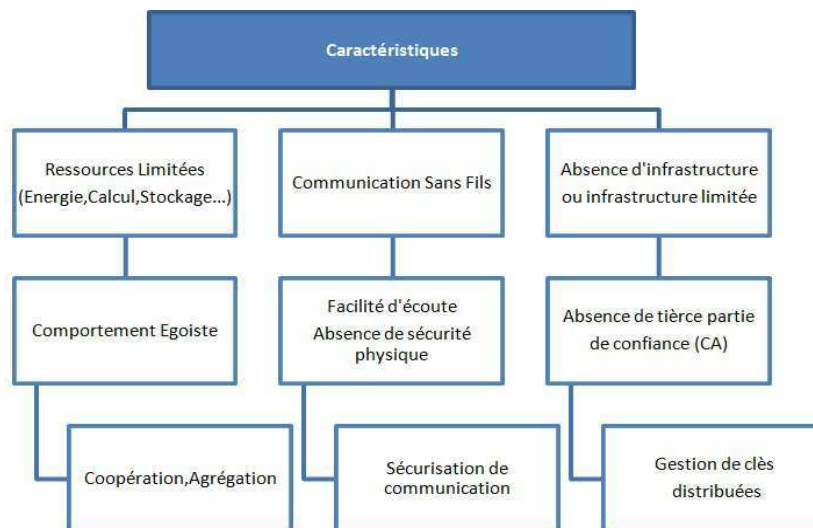 Caractéristiques
Ressources Limitées
(Energie,Calcul,Stockage...)
Communication Sans Fils
Absence d'infrastructure
ou infrastructure limitée
Comportement Egoiste
Facilité d'écoute
Absence de sécurité
physique
Absence de tièrce partie
de confiance (CA)
Coopération,Agrégation
Sécurisation de
communication
Gestion de clès
distribuées